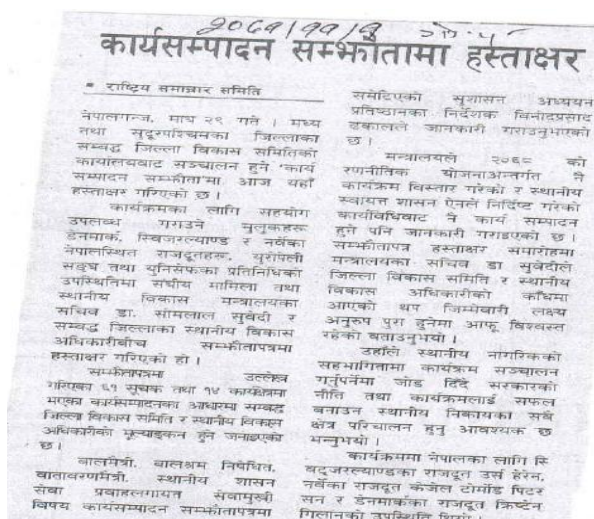 २०६९/११/१
कार्यसम्पादन सम्झौतामा हस्ताक्षर
• राष्ट्रिय समाचार समिति
नेपालगन्ज, माघ २९ गते । मध्य
तथा सुदूरपश्चिमका जिल्लाका
सम्बद्ध जिल्ला विकास समितिको
कार्यालयबाट सञ्चालन हुने 'कार्य
सम्पादन सम्झौता'मा आज यहाँ
हस्ताक्षर गरिएको छ ।
कार्यक्रमका लागि सहयोग
उपलब्ध गराउने मुलुकहरू
डेनमार्क, स्विजरल्याण्ड र नर्वेका
नेपालस्थित राजदूतहरू, युरोपेली
सङ्घ तथा युनिसेफका प्रतिनिधिको
उपस्थितिमा संघीय मामिला तथा
स्थानीय विकास मन्त्रालयका
सचिव डा. सोमलाल सुवेदी र
सम्बद्ध जिल्लाका स्थानीय विकास
अधिकारीबीच सम्झौतापत्रमा
हस्ताक्षर गरिएको हो ।
सम्झौतापत्रमा उल्लेख
गरिएका ६१ सूचक तथा १४ कार्यक्षेत्रमा
भएका कार्यसम्पादनका आधारमा सम्बद्ध
जिल्ला विकास समिति र स्थानीय विकास
अधिकारीको मूल्याङ्कन हुने जनाइएको
छ ।
बालमैत्री, बालश्रम निषेधित,
वातावरणमैत्री, स्थानीय शासन
सेवा प्रवाहलगायत सेवामुखी
विषय कार्यसम्पादन सम्झौतापत्रमा
समेटिएको सुशासन अध्ययन
प्रतिष्ठानका निर्देशक विनोदप्रसाद
ढकालले जानकारी गराउनुभएको
छ ।
मन्त्रालयले २०६८ को
रणनीतिक योजनाअन्तर्गत नै
कार्यक्रम विस्तार गरेको र स्थानीय
स्वायत्त शासन ऐनले निर्दिष्ट गरेको
कार्यविधिबाट नै कार्य सम्पादन
हुने पनि जानकारी गराइएको छ ।
सम्झौतापत्र हस्ताक्षर समारोहमा
मन्त्रालयका सचिव डा सुवेदीले
जिल्ला विकास समिति र स्थानीय
विकास अधिकारीको काँधमा
आएको थप जिम्मेवारी लक्ष्य
अनुरुप पुरा हुनेमा आफू विश्वस्त
रहेको बताउनुभयो ।
उहाँले स्थानीय नागरिकको
सहभागितामा कार्यक्रम सञ्चालन
गर्नुपर्नेमा जोड दिँदै सरकारको
नीति तथा कार्यक्रमलाई सफल
बनाउन स्थानीय निकायका सबै
क्षेत्र परिचालन हुनु आवश्यक छ
भन्नुभयो ।
कार्यक्रममा नेपालका लागि स्वि
ट्जरल्याण्डका राजदूत उर्स हेरेन,
नर्वेका राजदूत केजेल टोर्मोड पिटर
सन र डेनमार्कका राजदूत
गिलानको उपस्थिति थियो ।